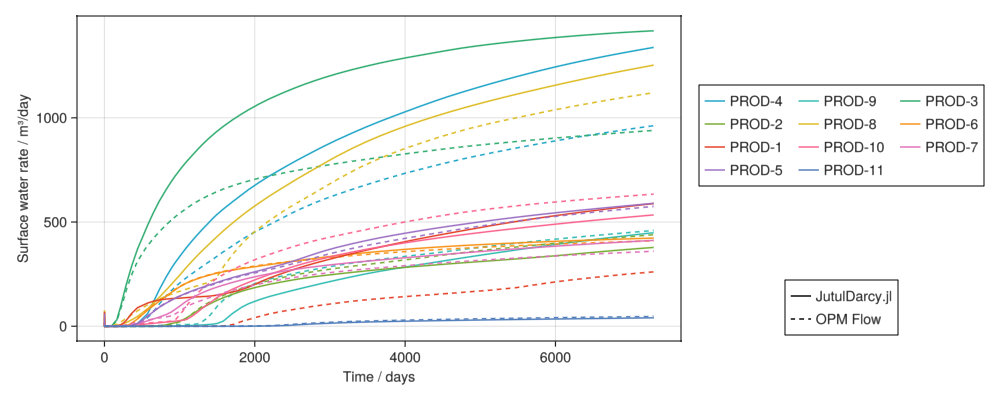 Surface water rate / m³/day
1000
500
0
0 2000 4000 6000
Time / days
PROD-4 PROD-9 PROD-3
PROD-2 PROD-8 PROD-6
PROD-1 PROD-10 PROD-7
PROD-5 PROD-11
JutulDarcy.jl
OPM Flow